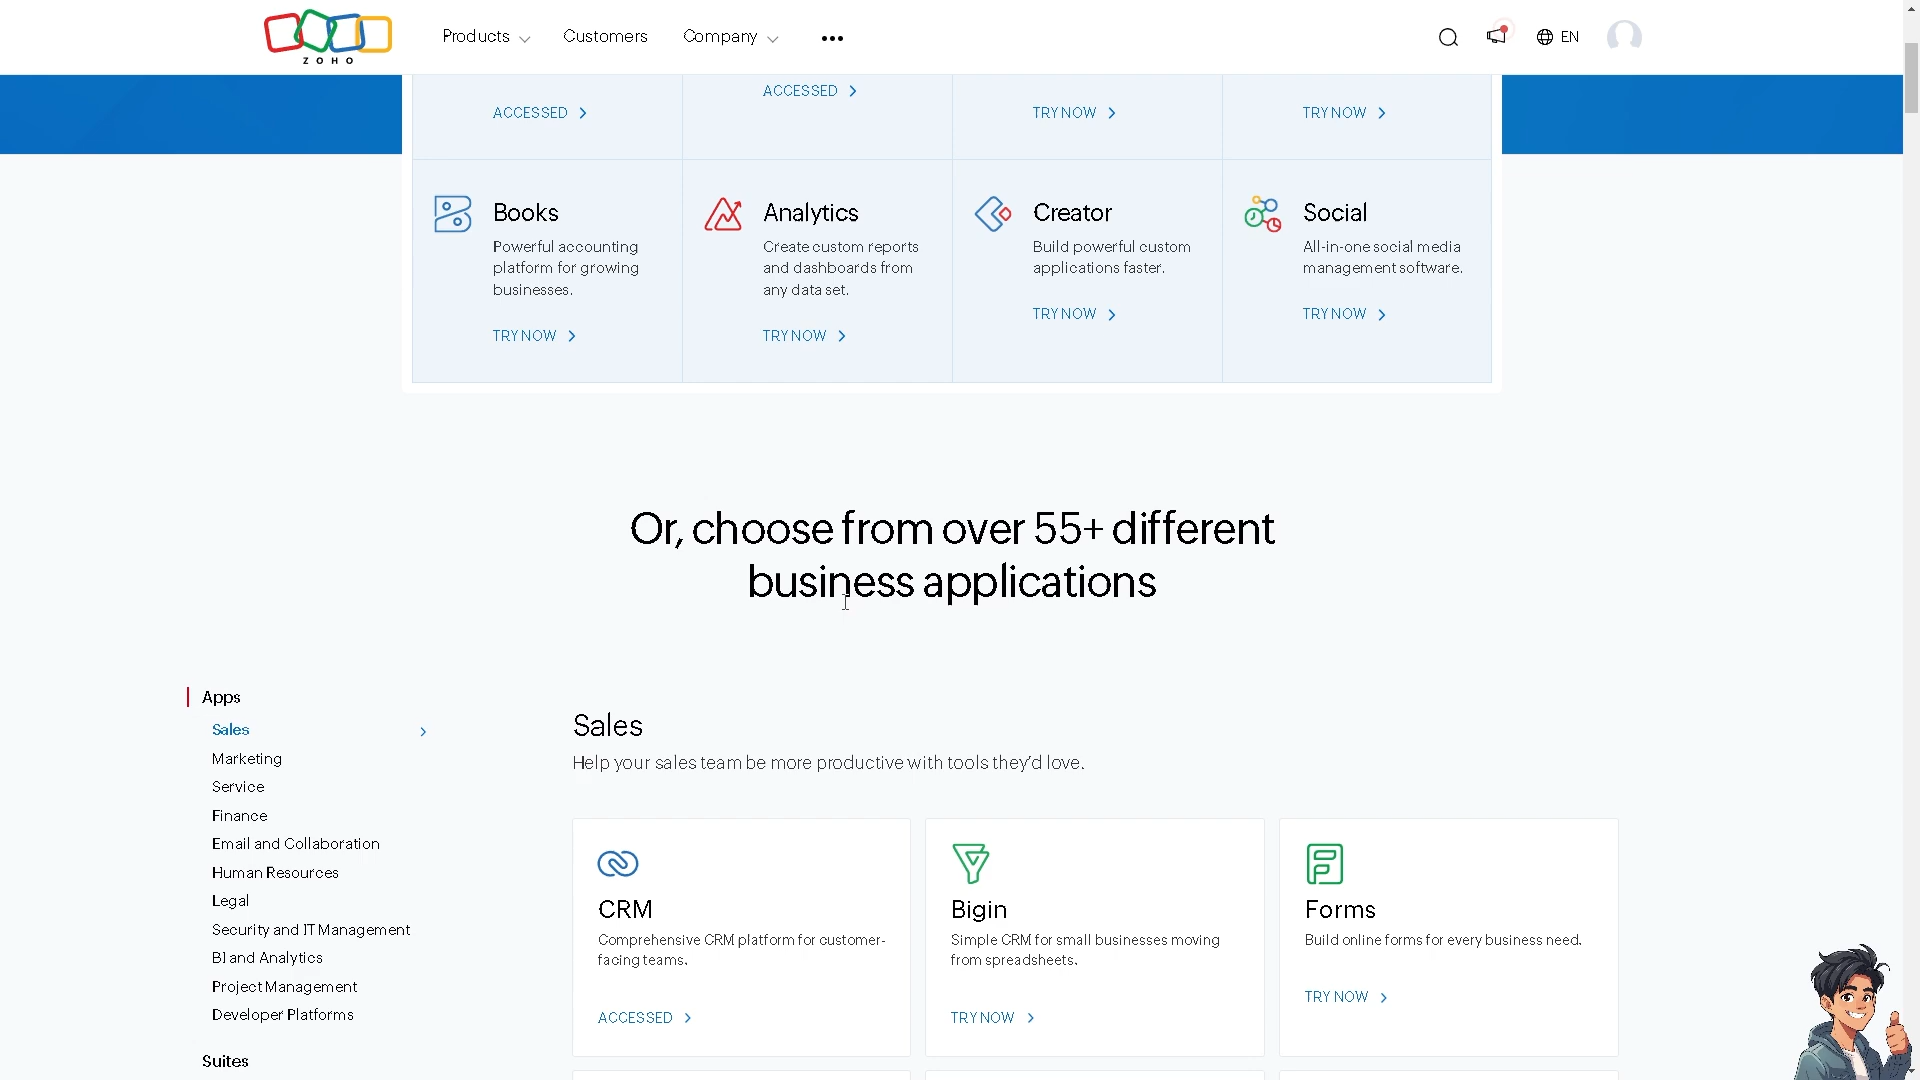 ZOHO
Products
Customers
Company
EN
ACCESSED
ACCESSED
TRY NOW
TRY NOW
Books
Powerful accounting
platform for growing
businesses.
TRY NOW
Analytics
Create custom reports
and dashboards from
any data set.
TRY NOW
Creator
Build powerful custom
applications faster.
TRY NOW
Social
All-in-one social media
management software.
TRY NOW
Or, choose from over 55+ different
business applications
Apps
Sales
Marketing
Service
Finance
Email and Collaboration
Human Resources
Legal
Security and IT Management
BI and Analytics
Project Management
Developer Platforms
Suites
Sales
Help your sales team be more productive with tools they’d love.
CRM
Comprehensive CRM platform for customer-
facing teams.
ACCESSED
Bigin
Simple CRM for small businesses moving
from spreadsheets.
TRY NOW
Forms
Build online forms for every business need.
TRY NOW